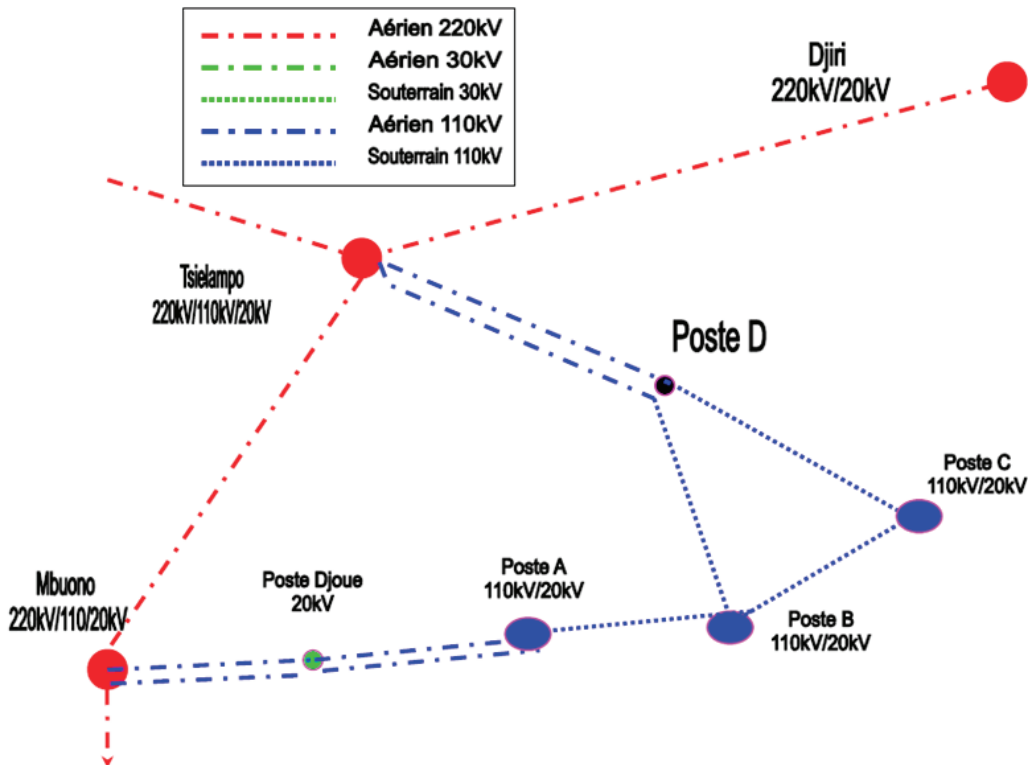 Aérien 220kV
Aérien 30kV
Souterrain 30kV
Aérien 110kV
Souterrain 110kV
Djiri
220kV/20kV
Tsielampo
220kV/110kV/20kV
Poste D
Poste C
110kV/20kV
Poste A
110kV/20kV
Poste Djoue
20kV
Mbuono
220kV/110/20kV
Poste B
110kV/20kV